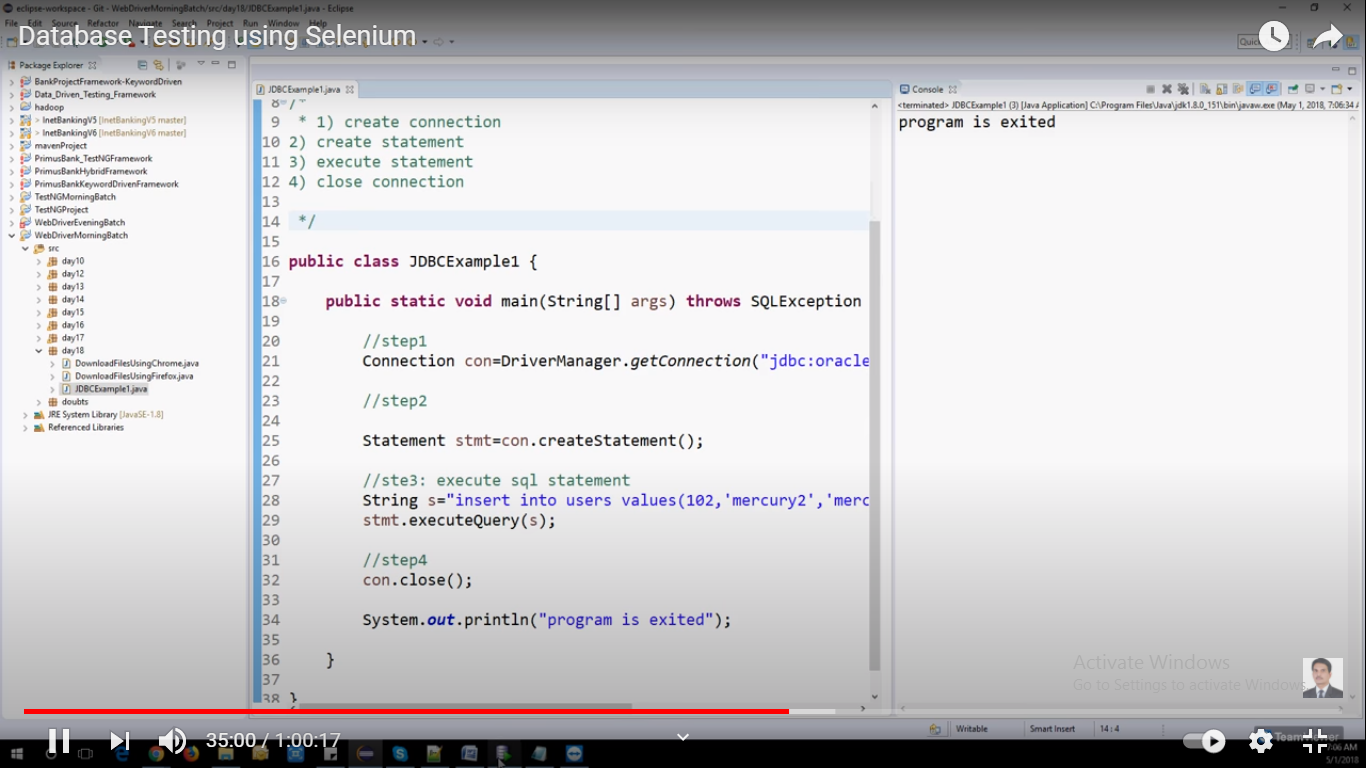 eclipse-workspace - Git - WebDriverMorningBatch/src/day18/JDBCExample1.java - Eclipse
File Edit Source Refactor Navigate Search Project Run Window Help
Database Testing using Selenium
Package Explorer
BankProjectFramework-KeywordDriven
Data_Driven_Testing_Framework
hadoop
> InetBankingV5 [InetBankingV5 master]
> InetBankingV6 [InetBankingV6 master]
mavenProject
PrimusBank_TestNGFramework
PrimusBankHybridFramework
PrimusBankKeywordDrivenFramework
TestNGMorningBatch
TestNGProject
WebDriverEveningBatch
WebDriverMorningBatch
src
day10
day12
day13
day14
day15
day16
day17
day18
DownloadFilesUsingChrome.java
DownloadFilesUsingFirefox.java
JDBCExample1.java
doubts
JRE System Library [JavaSE-1.8]
Referenced Libraries
JDBCExample1.java
8 /*
9 * 1) create connection
10 2) create statement
11 3) execute statement
12 4) close connection
13
14 */
15
16 public class JDBCExample1 {
17
18 public static void main(String[] args) throws SQLException
19
20 //step1
21 Connection con=DriverManager.getConnection("jdbc:oracle
22
23 //step2
24
25 Statement stmt=con.createStatement();
26
27 //ste3: execute sql statement
28 String s="insert into users values(102,'mercury2','merc
29 stmt.executeQuery(s);
30
31 //step4
32 con.close();
33
34 System.out.println("program is exited");
35
36 }
37
38 }
Console
<terminated> JDBCExample1 (3) [Java Application] C:\Program Files\Java\jdk1.8.0_151\bin\javaw.exe (May 1, 2018, 7:06:34
program is exited
Activate Windows
Go to Settings to activate Windows.
Writable Smart Insert 14 : 4
35:00 / 1:00:17
TeamViewer
7:06 AM
5/1/2018